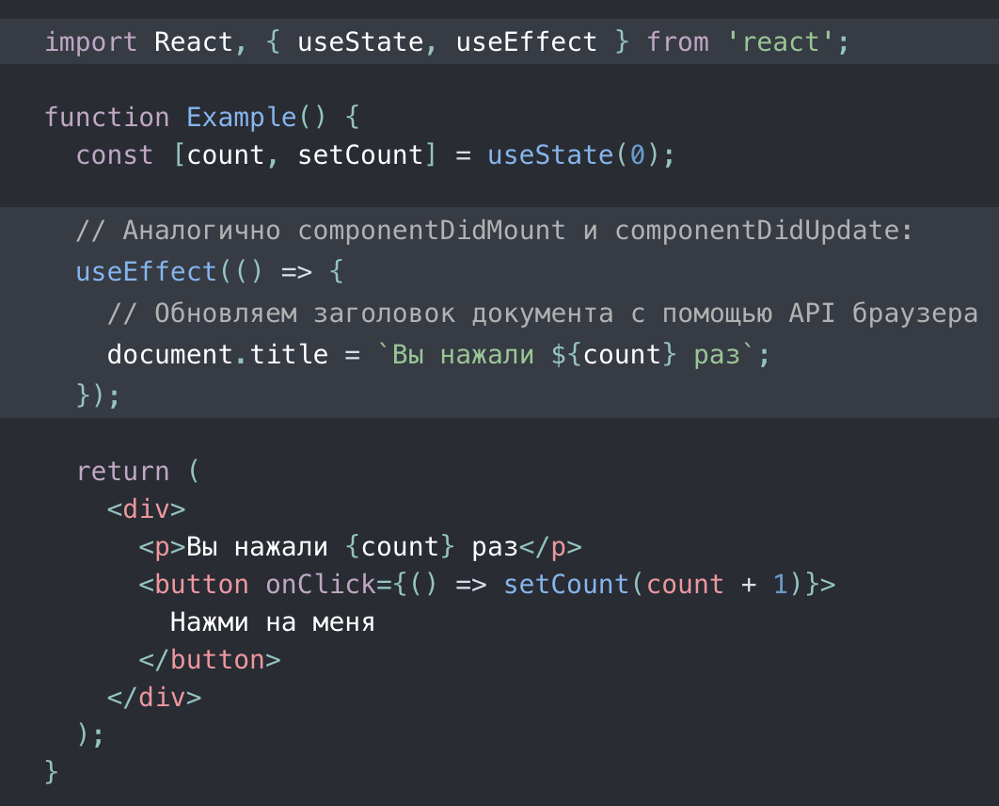 import React, { useState, useEffect } from 'react';

function Example() {
  const [count, setCount] = useState(0);

  // Аналогично componentDidMount и componentDidUpdate:
  useEffect(() => {
    // Обновляем заголовок документа с помощью API браузера
    document.title = `Вы нажали ${count} раз`;
  });

  return (
    <div>
      <p>Вы нажали {count} раз</p>
      <button onClick={() => setCount(count + 1)}>
        Нажми на меня
      </button>
    </div>
  );
}